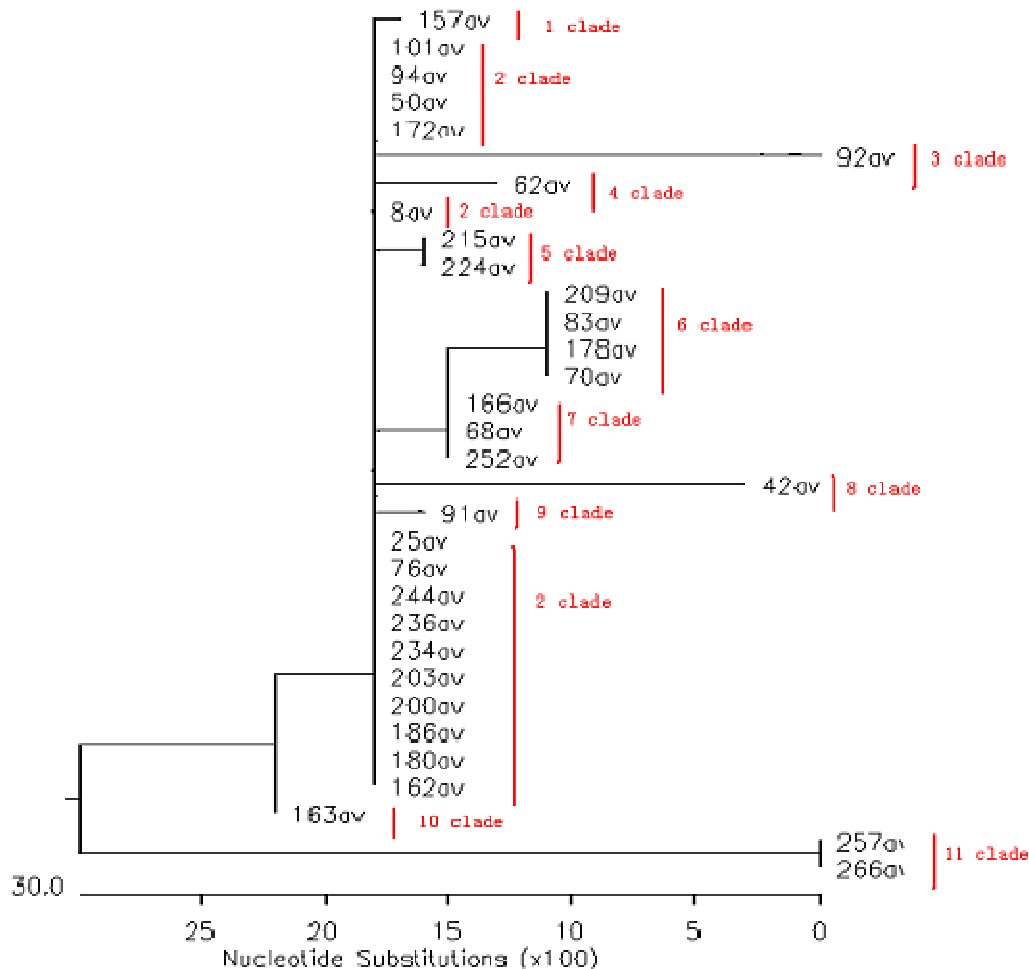 157av 1 clade
101av
94av 2 clade
50av
172av
92av 3 clade
62av 4 clade
8av 2 clade
215av 5 clade
224av
209av
83av 6 clade
178av
70av
166av 7 clade
68av
252av
42av 8 clade
91av 9 clade
25av
76av
244av 2 clade
236av
234av
203av
200av
186av
180av
162av
163av 10 clade
257av 11 clade
266av
30.0
25 20 15 10 5 0
Nucleotide Substitutions (x100)